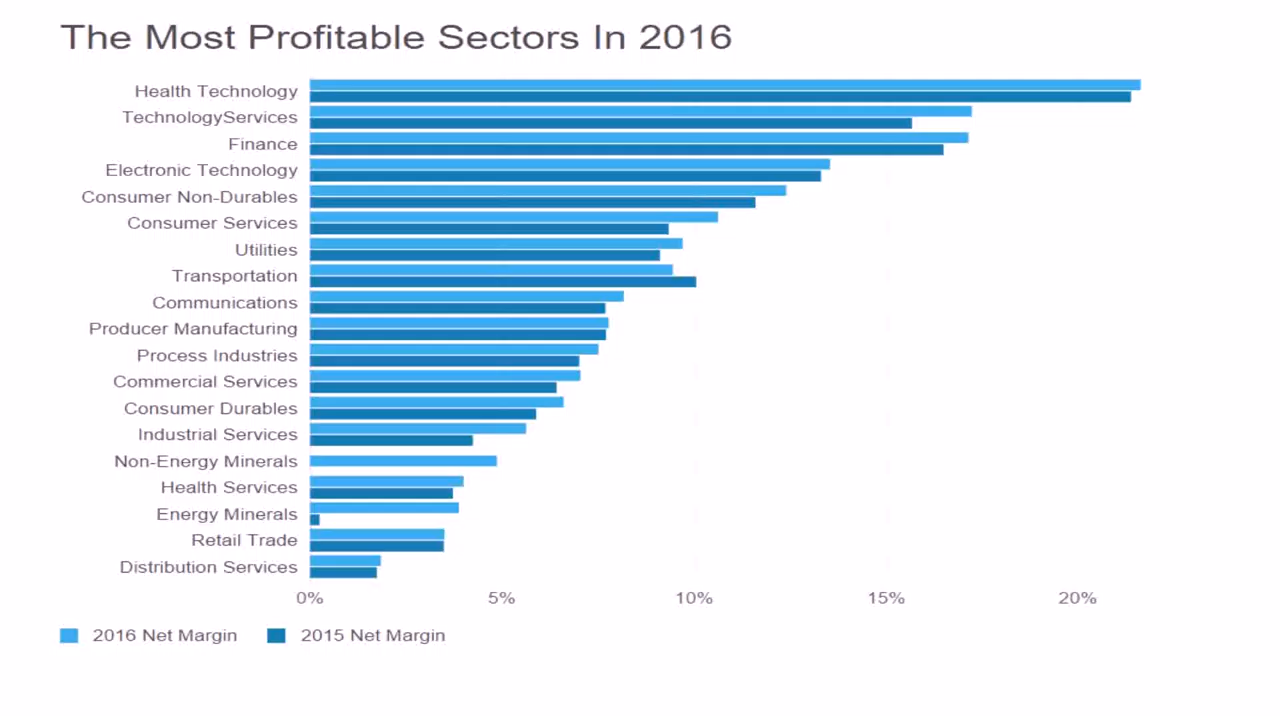 The Most Profitable Sectors In 2016
Health Technology
TechnologyServices
Finance
Electronic Technology
Consumer Non-Durables
Consumer Services
Utilities
Transportation
Communications
Producer Manufacturing
Process Industries
Commercial Services
Consumer Durables
Industrial Services
Non-Energy Minerals
Health Services
Energy Minerals
Retail Trade
Distribution Services
0% 5% 10% 15% 20%
2016 Net Margin 2015 Net Margin